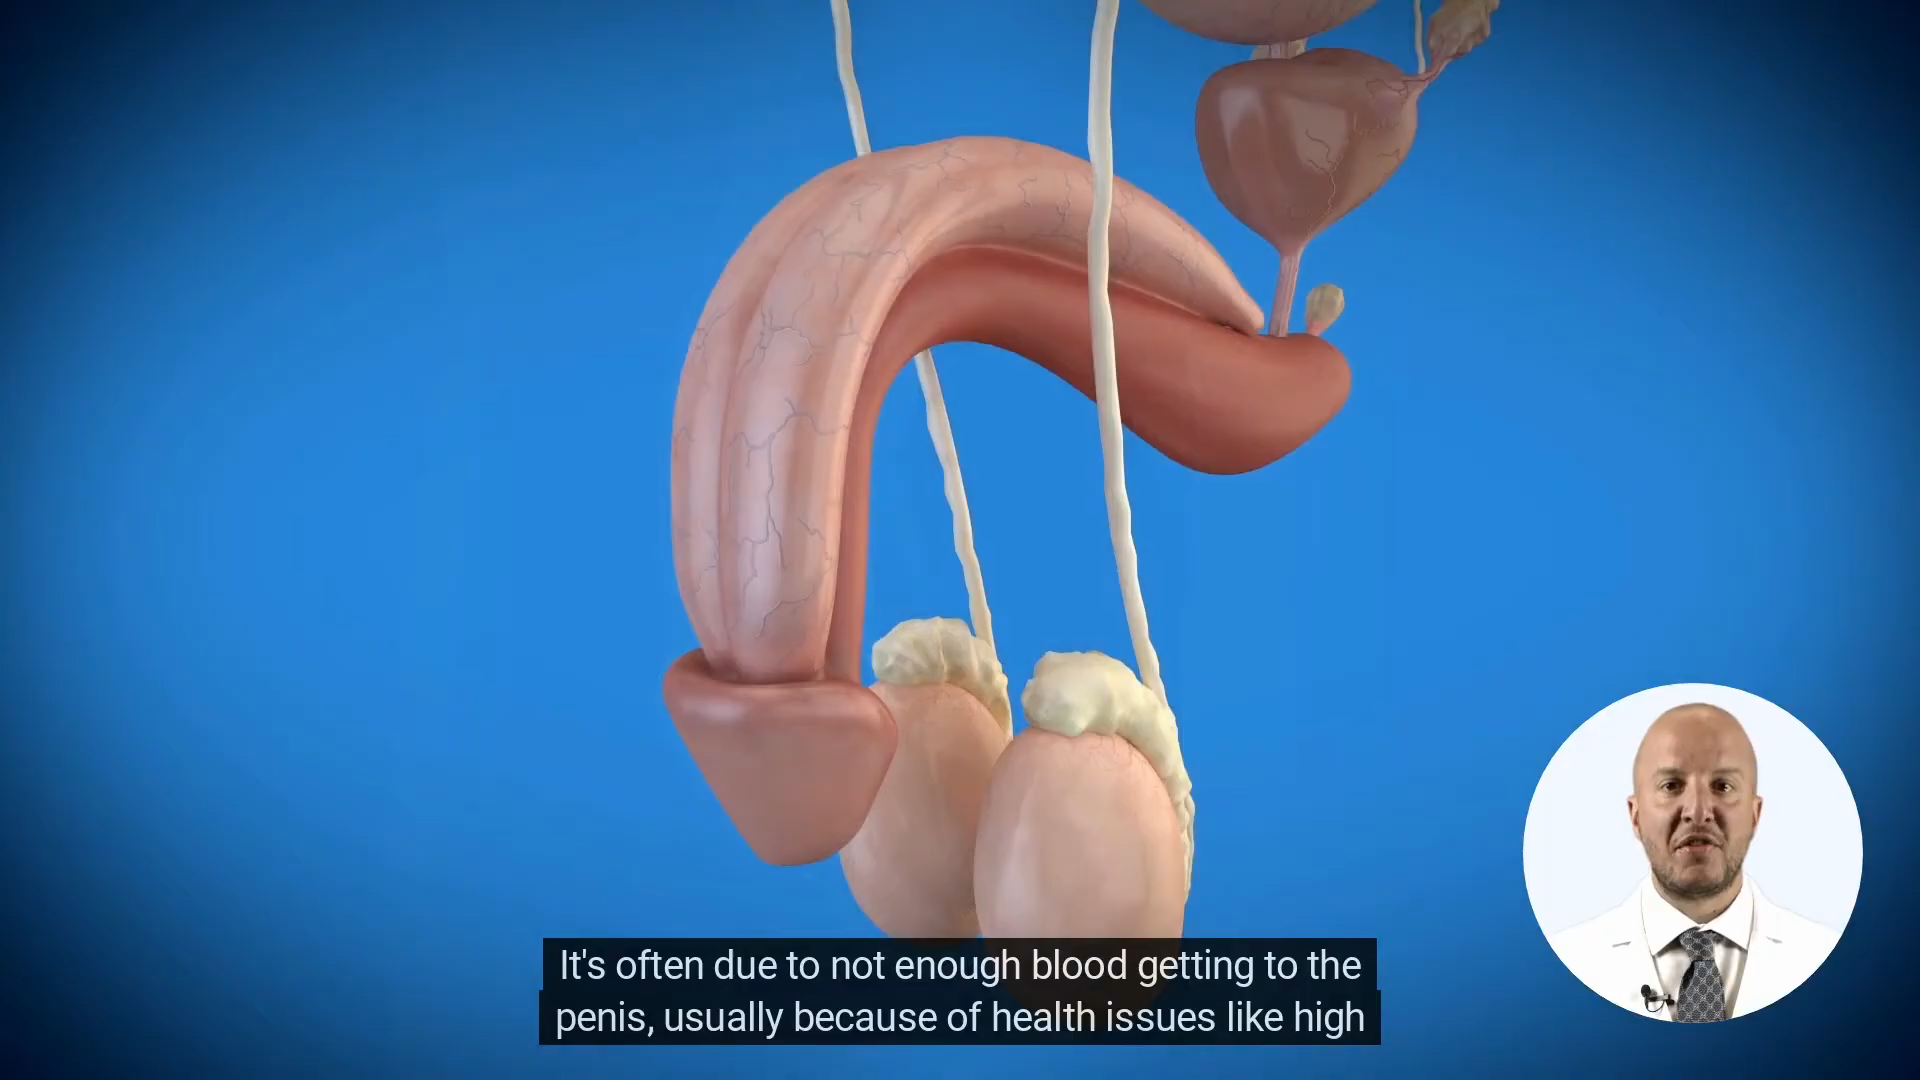 It's often due to not enough blood getting to the
penis, usually because of health issues like high